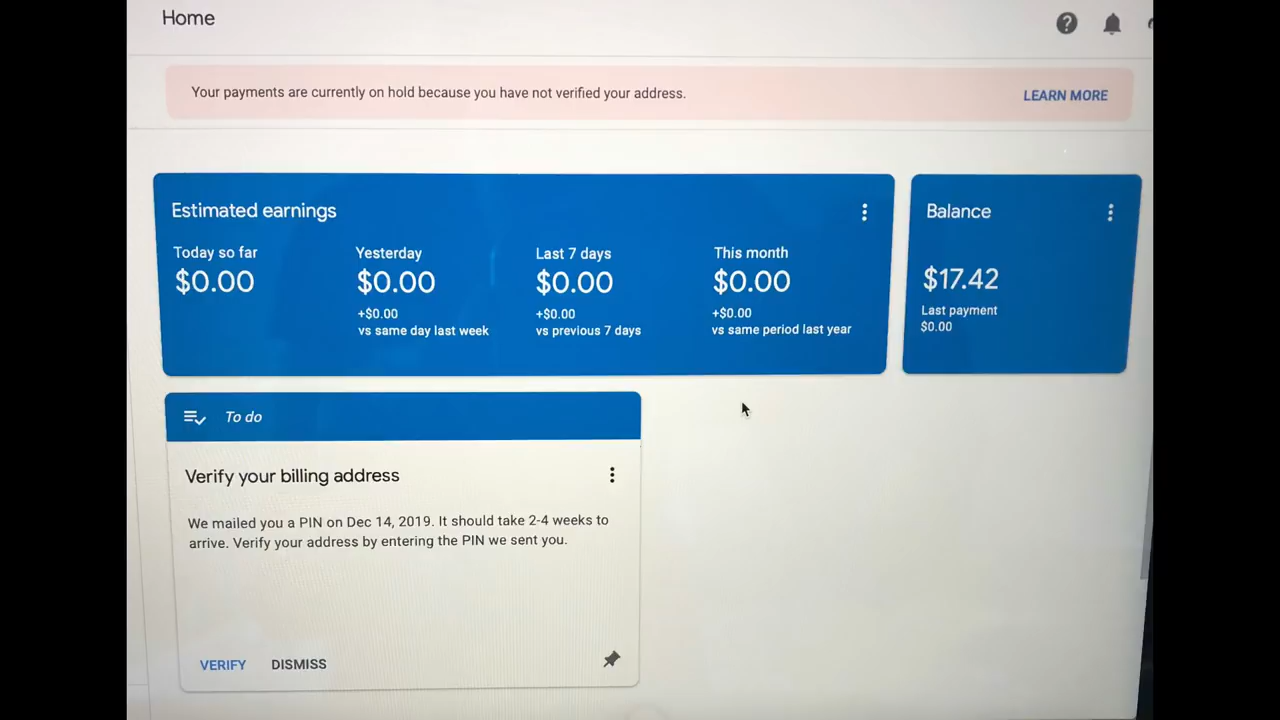 Home
Your payments are currently on hold because you have not verified your address.
LEARN MORE
Estimated earnings
Today so far
$0.00
Yesterday
$0.00
+$0.00
vs same day last week
Last 7 days
$0.00
+$0.00
vs previous 7 days
This month
$0.00
+$0.00
vs same period last year
Balance
$17.42
Last payment
$0.00
To do
Verify your billing address
We mailed you a PIN on Dec 14, 2019. It should take 2-4 weeks to
arrive. Verify your address by entering the PIN we sent you.
VERIFY DISMISS